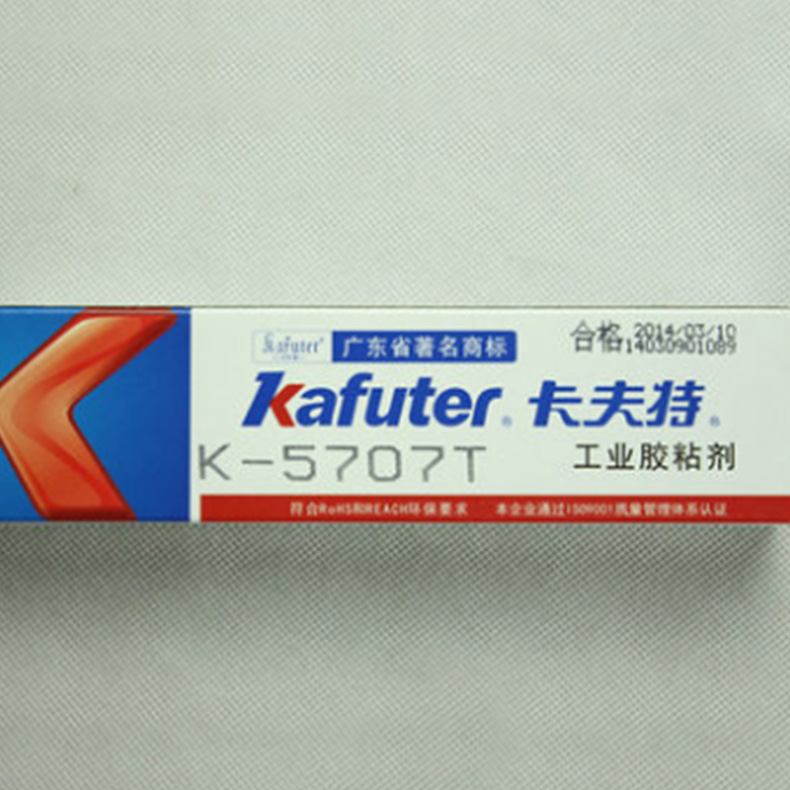 Kafuter 广东省著名商标
合格 2014/03/10
14030901089
Kafuter® 卡夫特®
K-5707T 工业胶粘剂
符合RoHS和REACH环保要求 本企业通过ISO9001质量管理体系认证